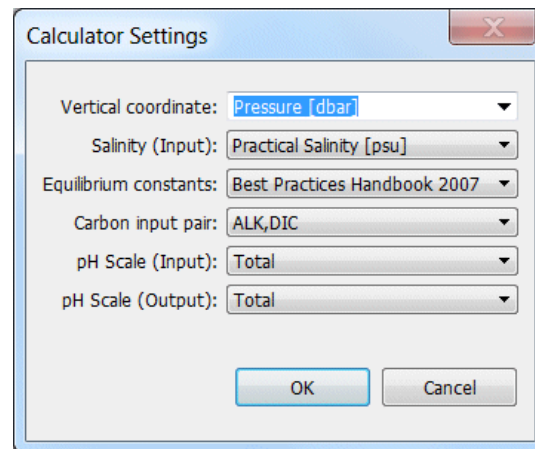 Calculator Settings
Vertical coordinate: Pressure [dbar]
Salinity (Input): Practical Salinity [psu]
Equilibrium constants: Best Practices Handbook 2007
Carbon input pair: ALK,DIC
pH Scale (Input): Total
pH Scale (Output): Total
OK Cancel